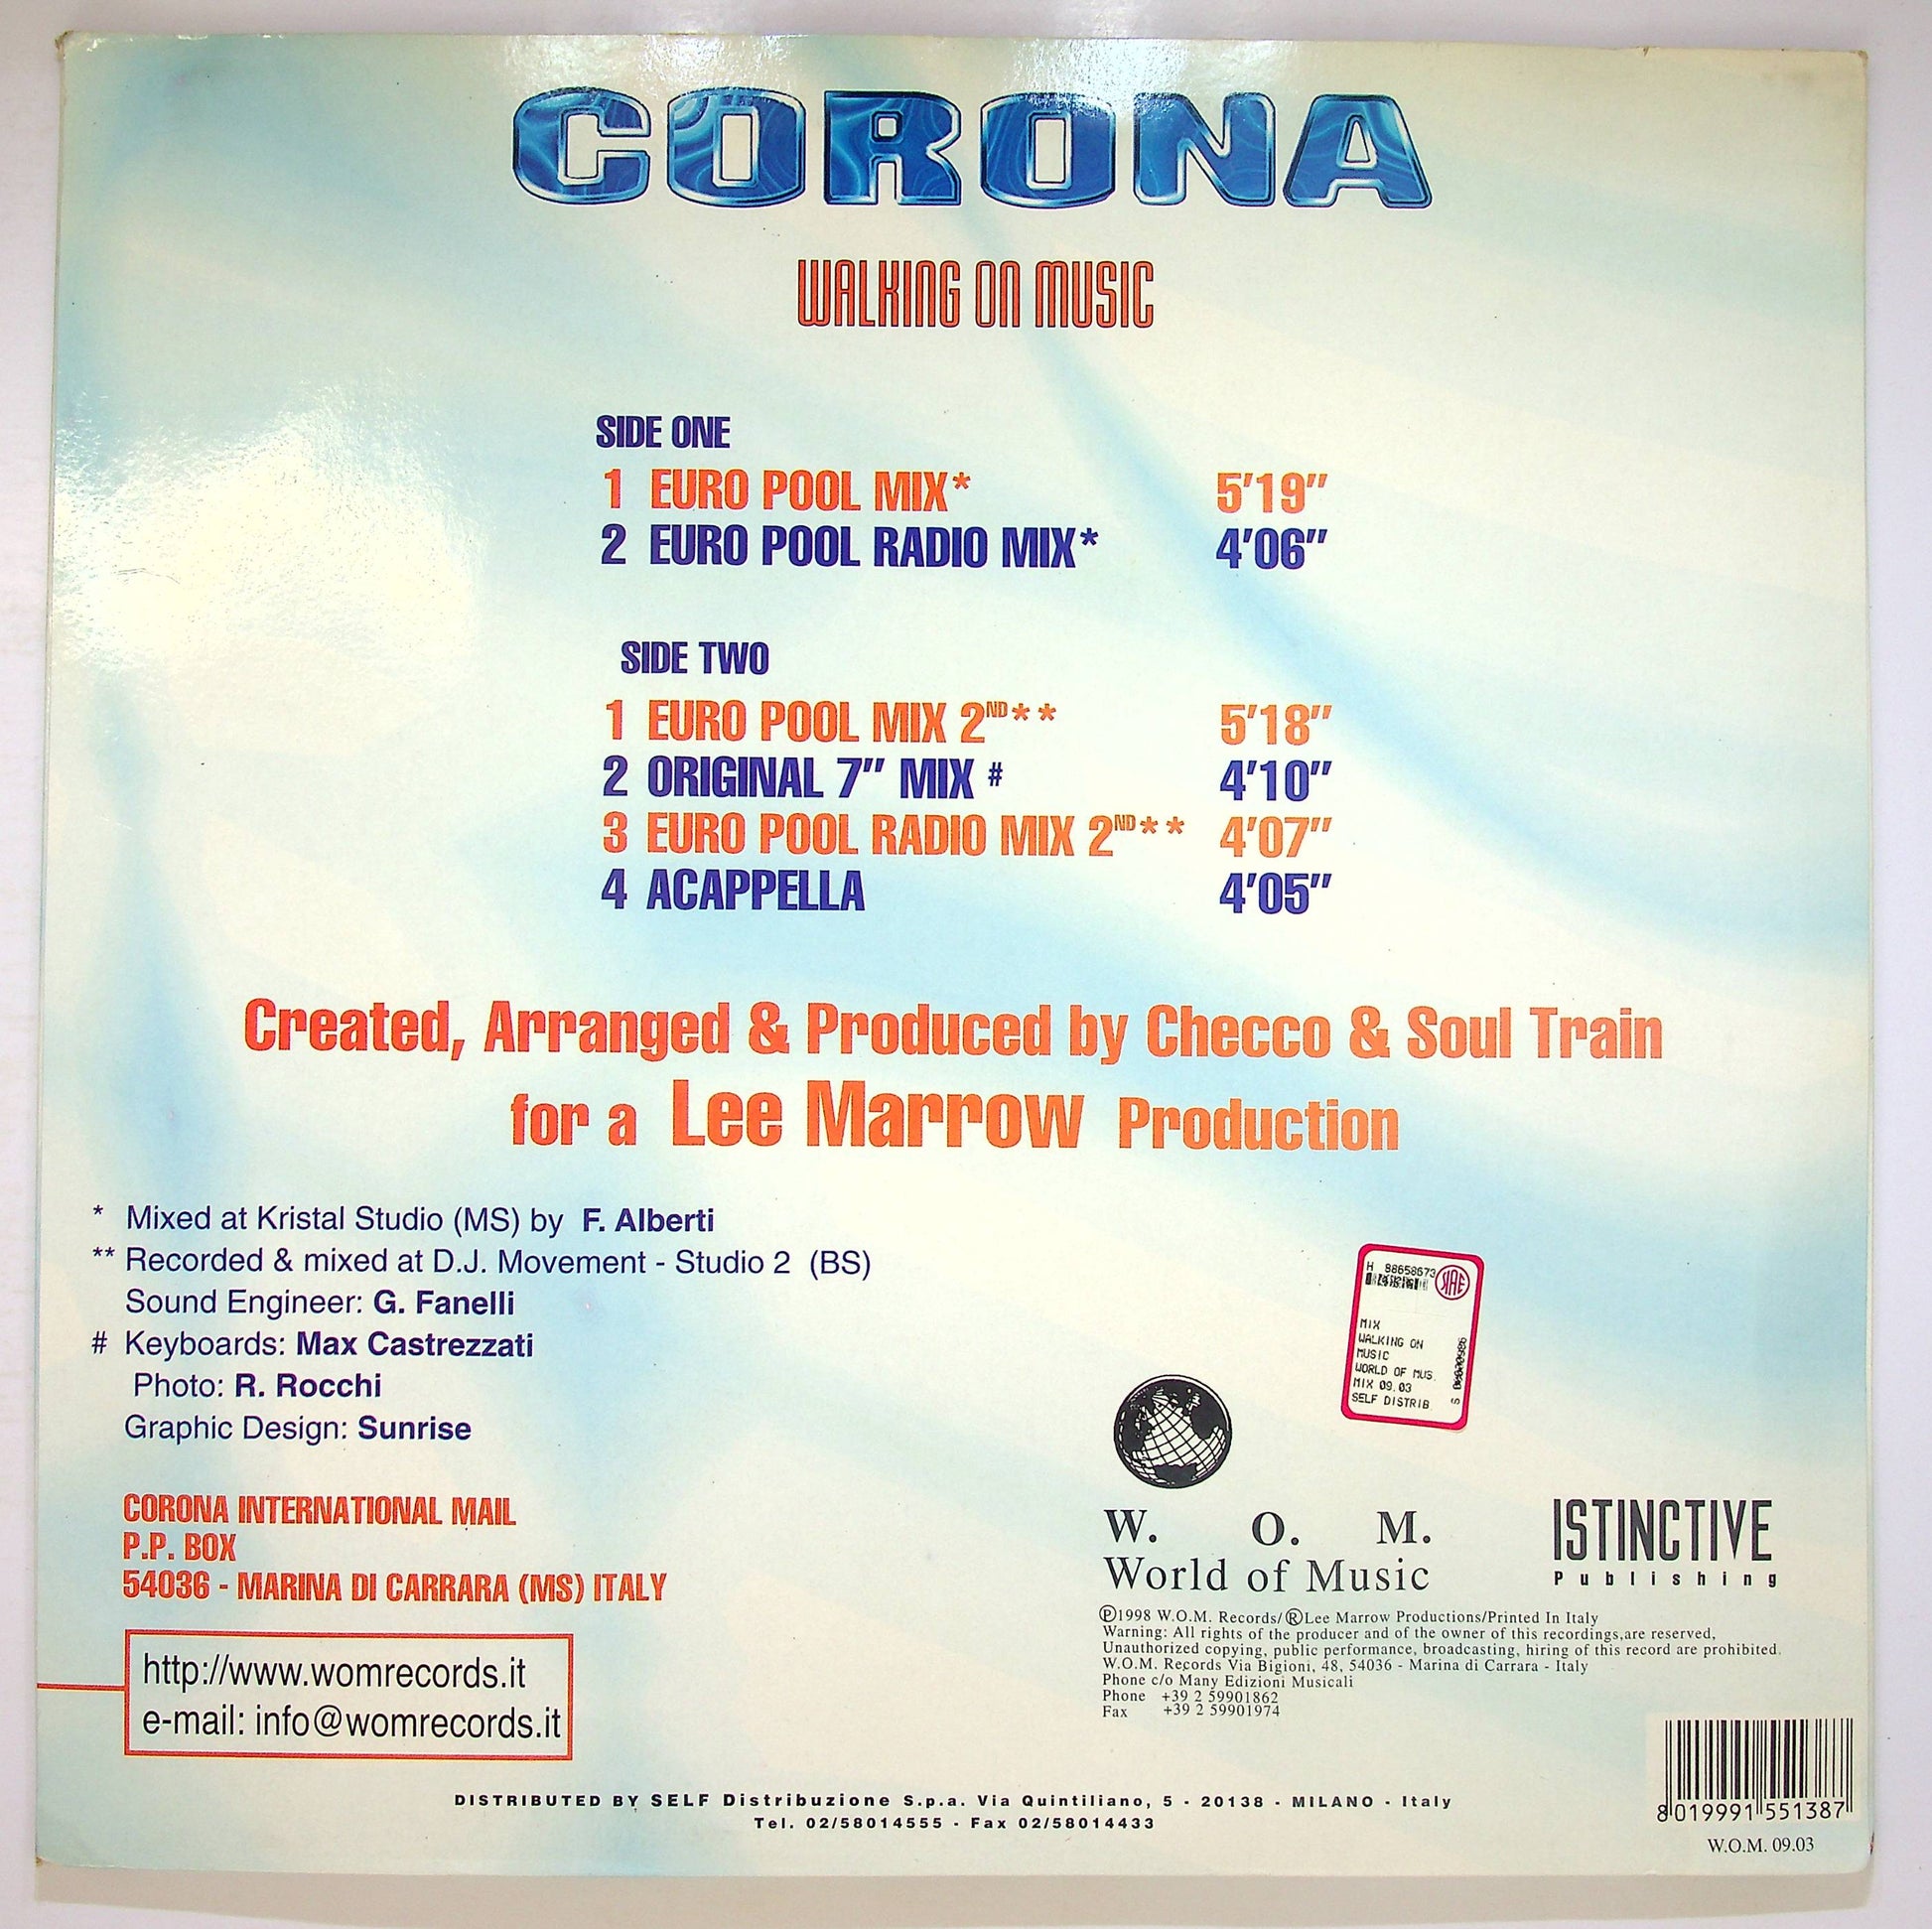 CORONA
WALKING ON MUSIC
SIDE ONE
1 EURO POOL MIX* 5'19"
2 EURO POOL RADIO MIX* 4'06"
SIDE TWO
1 EURO POOL MIX 2ND** 5'18"
2 ORIGINAL 7" MIX # 4'10"
3 EURO POOL RADIO MIX 2ND** 4'07"
4 ACAPPELLA 4'05"
Created, Arranged & Produced by Checco & Soul Train
for a Lee Marrow Production
* Mixed at Kristal Studio (MS) by F. Alberti
** Recorded & mixed at D.J. Movement - Studio 2 (BS)
Sound Engineer: G. Fanelli
# Keyboards: Max Castrezzati
Photo: R. Rocchi
Graphic Design: Sunrise
CORONA INTERNATIONAL MAIL
P.P. BOX
54036 - MARINA DI CARRARA (MS) ITALY
http://www.womrecords.it
e-mail: info@womrecords.it
H 98658673
MIX
WALKING ON
MUSIC
WORLD OF MUS.
MIX 09.03
SELF DISTRIB
W. O. M.
World of Music
ISTINCTIVE
Publishing
Ⓟ1998 W.O.M. Records/ⓇLee Marrow Productions/Printed In Italy
Warning: All rights of the producer and of the owner of this recordings,are reserved,
Unauthorized copying, public performance, broadcasting, hiring of this record are prohibited.
W.O.M. Records Via Bigioni, 48, 54036 - Marina di Carrara - Italy
Phone c/o Many Edizioni Musicali
Phone +39 2 59901862
Fax +39 2 59901974
8 019991 551387
W.O.M. 09.03
DISTRIBUTED BY SELF Distribuzione S.p.a. Via Quintiliano, 5 - 20138 - MILANO - Italy
Tel. 02/58014555 - Fax 02/58014433